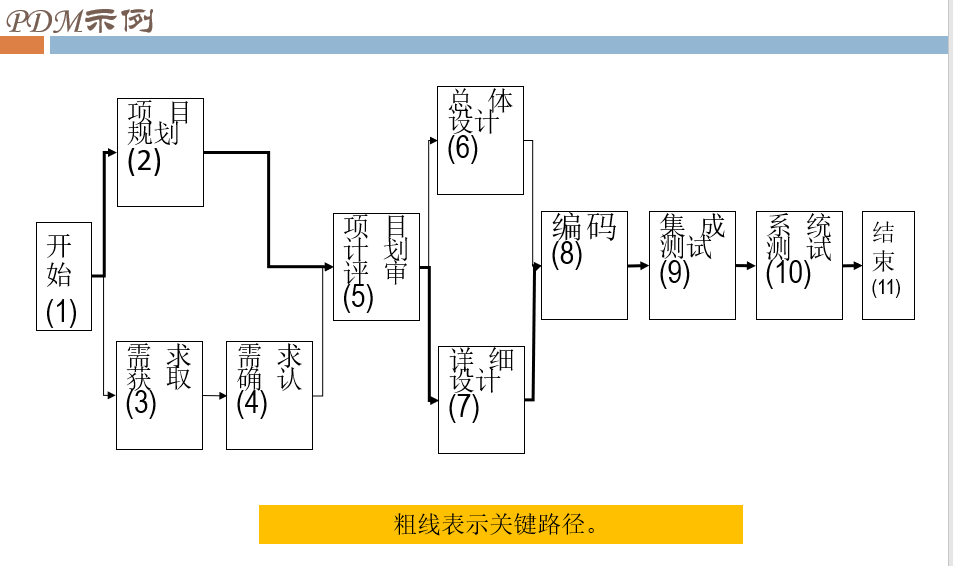 PDM示例
项目
规划
(2)
总体
设计
(6)
开
始
(1)
项目
计划
评审
(5)
编码
(8)
集成
测试
(9)
系统
测试
(10)
结
束
(11)
需求
获取
(3)
需求
确认
(4)
详细
设计
(7)
粗线表示关键路径。